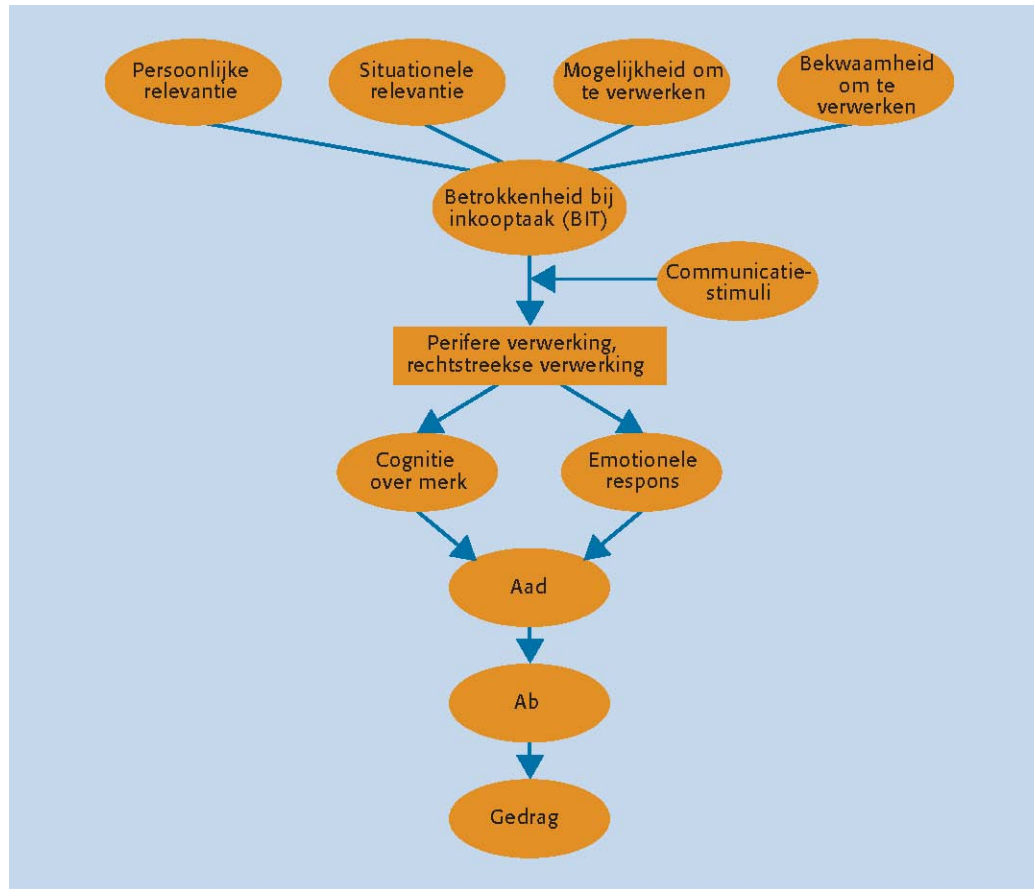 Persoonlijke
relevantie
Situationele
relevantie
Mogelijkheid om
te verwerken
Bekwaamheid
om te
verwerken
Betrokkenheid bij
inkooptaak (BIT)
Communicatie-
stimuli
Perifere verwerking,
rechtstreekse verwerking
Cognitie
over merk
Emotionele
respons
Aad
Ab
Gedrag